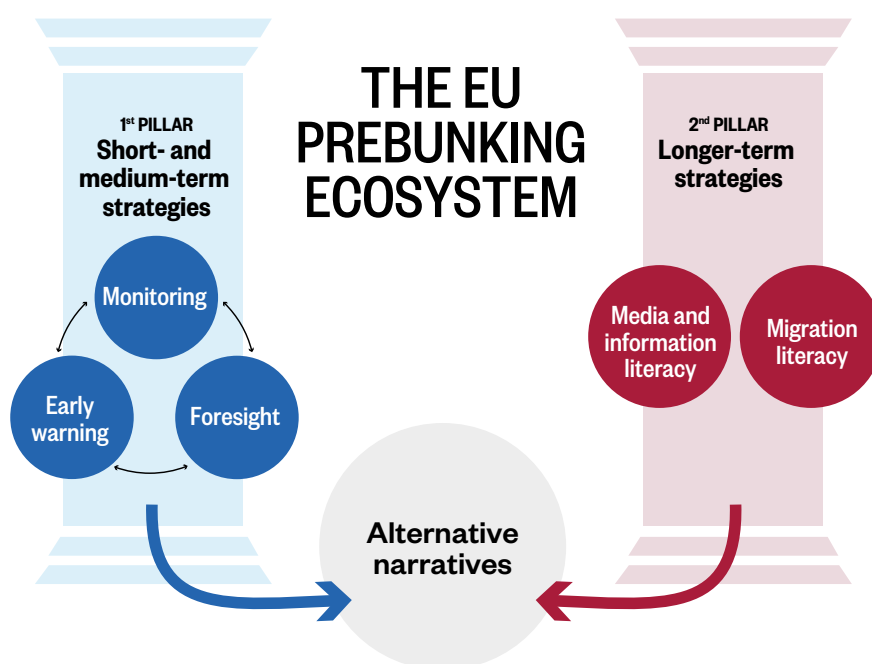 THE EU
PREBUNKING
ECOSYSTEM
1st PILLAR
Short- and
medium-term
strategies
Monitoring
Early
warning
Foresight
2nd PILLAR
Longer-term
strategies
Media and
information
literacy
Migration
literacy
Alternative
narratives